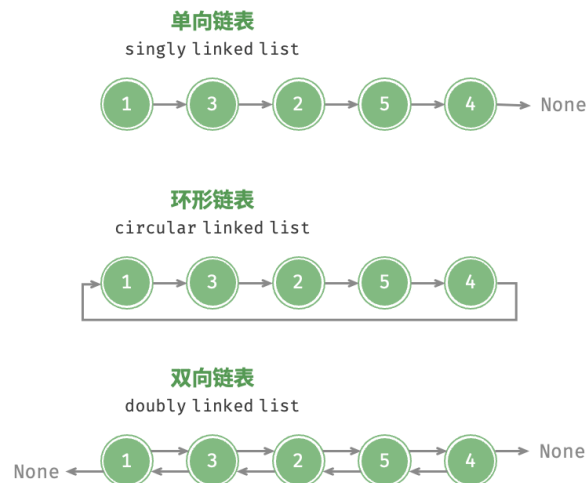 单向链表
singly linked list
1 3 2 5 4 None
环形链表
circular linked list
1 3 2 5 4
双向链表
doubly linked list
None 1 3 2 5 4 None